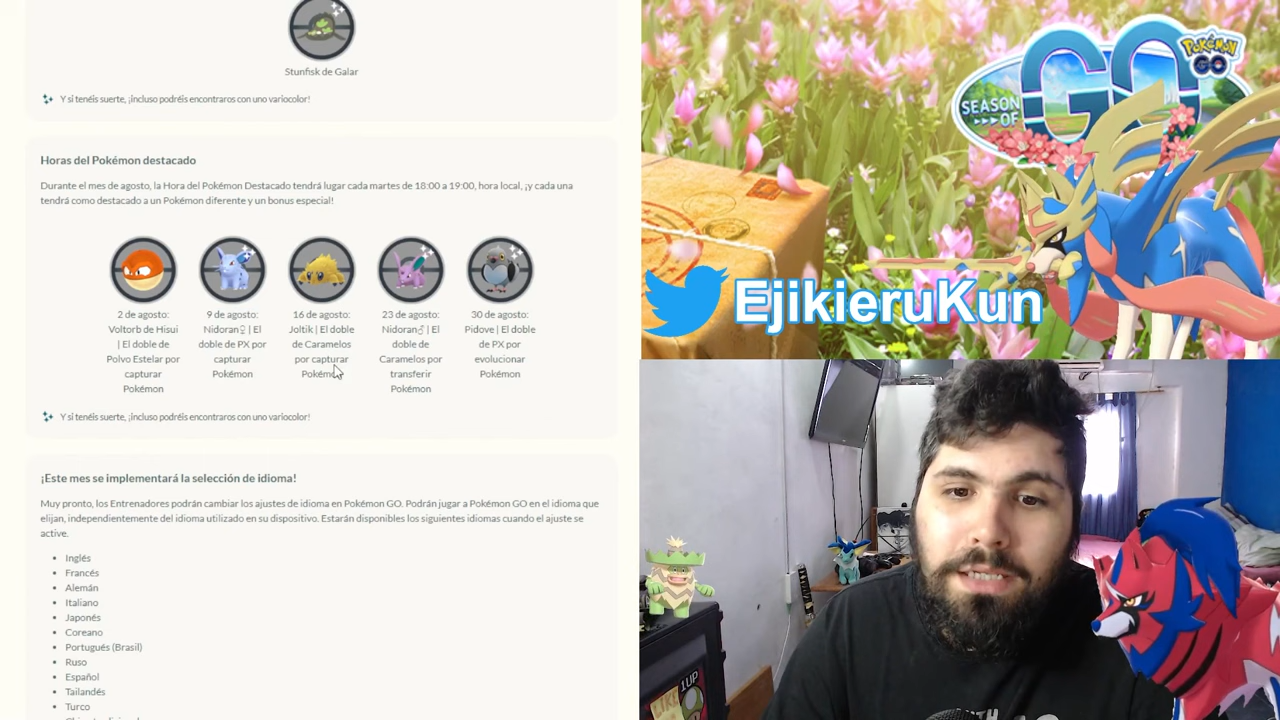 Stunfisk de Galar
Y si tenéis suerte, ¡incluso podréis encontraros con uno variocolor!
Horas del Pokémon destacado
Durante el mes de agosto, la Hora del Pokémon Destacado tendrá lugar cada martes de 18:00 a 19:00, hora local, ¡y cada una
tendrá como destacado a un Pokémon diferente y un bonus especial!
2 de agosto:
Voltorb de Hisui
| El doble de
Polvo Estelar por
capturar
Pokémon
9 de agosto:
Nidoran♀ | El
doble de PX por
capturar
Pokémon
16 de agosto:
Joltik | El doble
de Caramelos
por capturar
Pokémon
23 de agosto:
Nidoran♂ | El
doble de
Caramelos por
transferir
Pokémon
30 de agosto:
Pidove | El doble
de PX por
evolucionar
Pokémon
Y si tenéis suerte, ¡incluso podréis encontraros con uno variocolor!
¡Este mes se implementará la selección de idioma!
Muy pronto, los Entrenadores podrán cambiar los ajustes de idioma en Pokémon GO. Podrán jugar a Pokémon GO en el idioma que
elijan, independientemente del idioma utilizado en su dispositivo. Estarán disponibles los siguientes idiomas cuando el ajuste se
active.
Inglés
Francés
Alemán
Italiano
Japonés
Coreano
Portugués (Brasil)
Ruso
Español
Tailandés
Turco
SEASON OF
GO
POKÉMON
GO
EjikieruKun
1UP